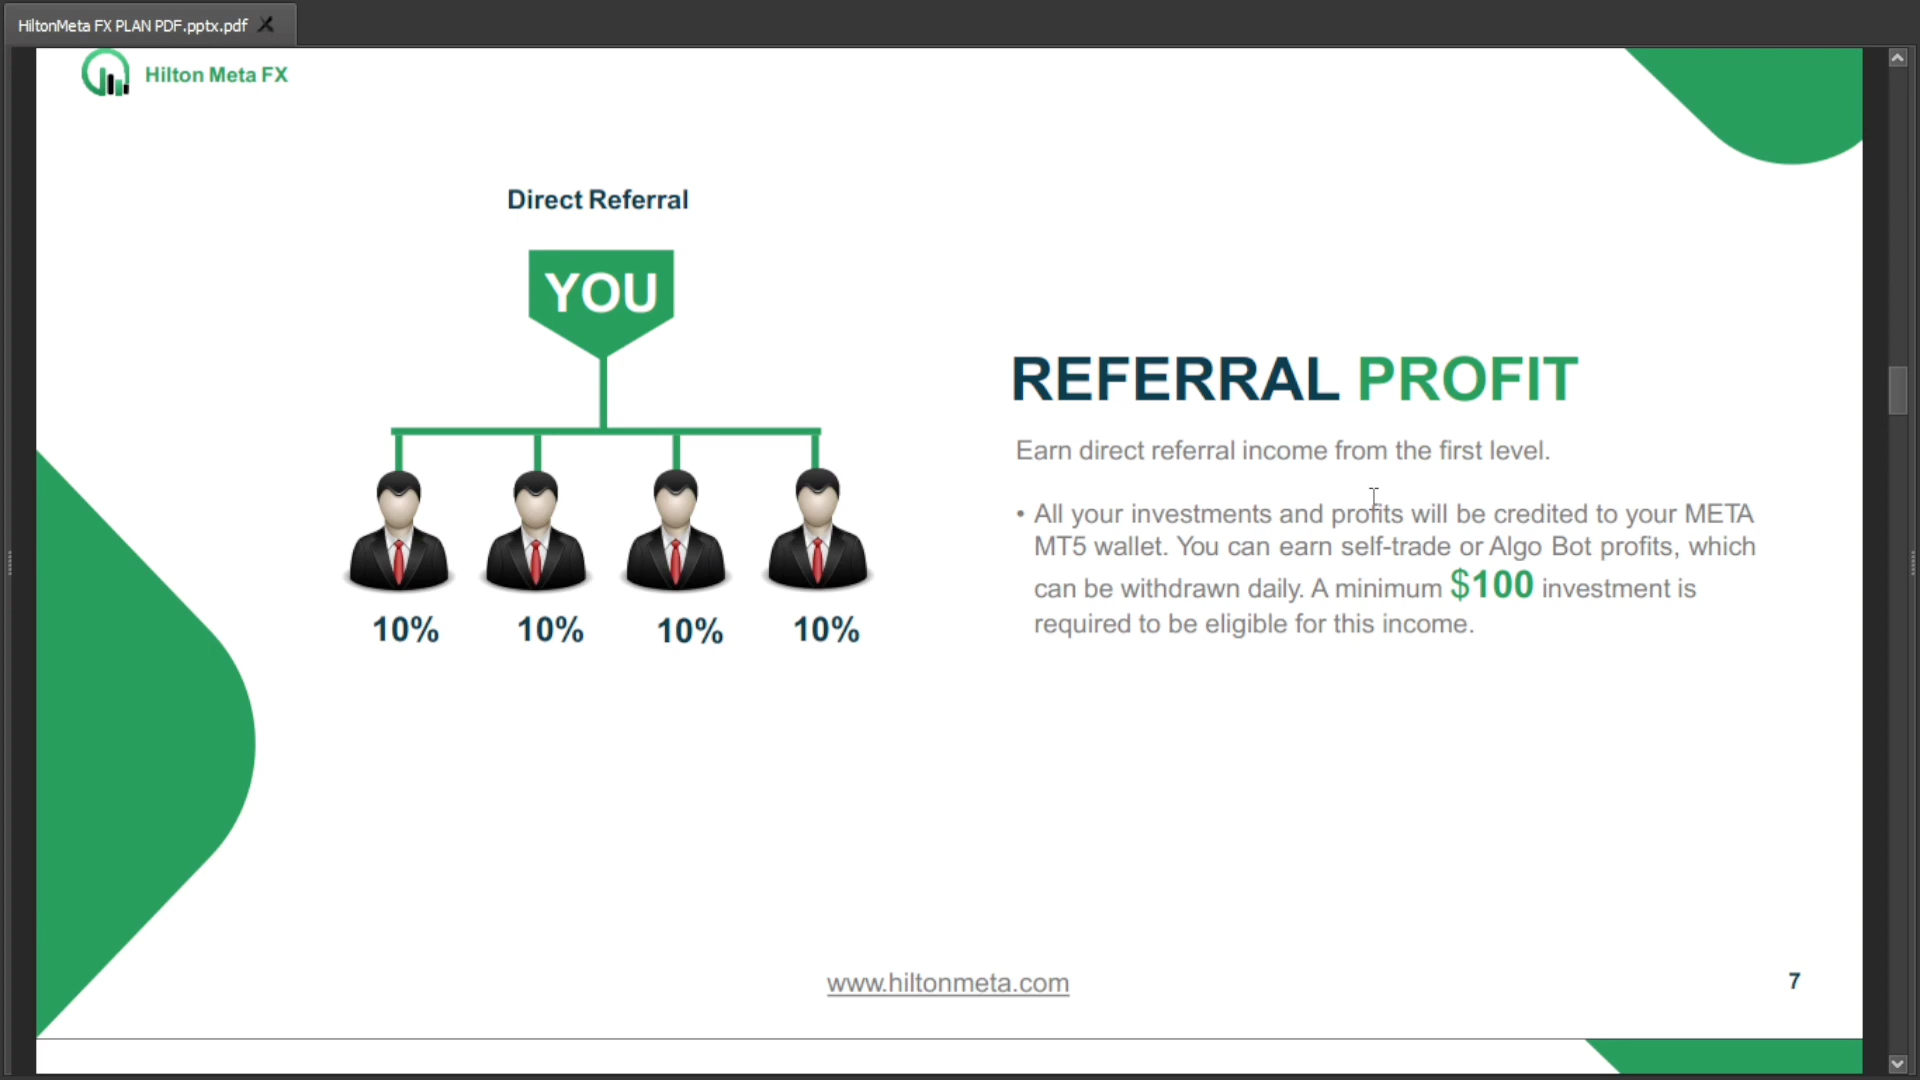 HiltonMeta FX PLAN PDF.pptx.pdf
Hilton Meta FX
Direct Referral
YOU
10% 10% 10% 10%
REFERRAL PROFIT
Earn direct referral income from the first level.
• All your investments and profits will be credited to your META
MT5 wallet. You can earn self-trade or Algo Bot profits, which
can be withdrawn daily. A minimum $100 investment is
required to be eligible for this income.
www.hiltonmeta.com
7